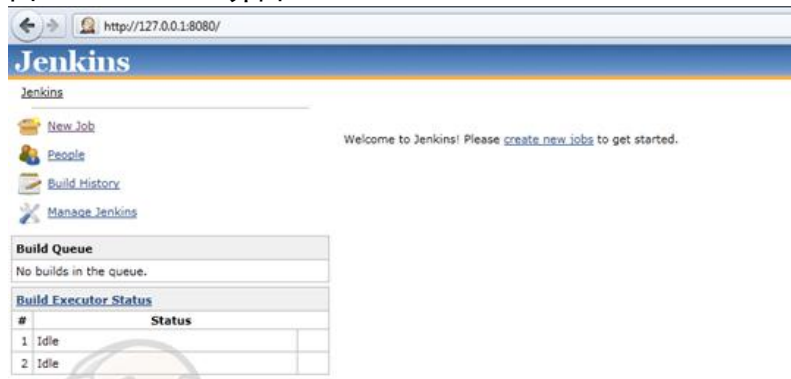 http://127.0.0.1:8080/
Jenkins
Jenkins
New Job
People
Build History
Manage Jenkins
Welcome to Jenkins! Please create new jobs to get started.
Build Queue
No builds in the queue.
Build Executor Status
# Status
1 Idle
2 Idle